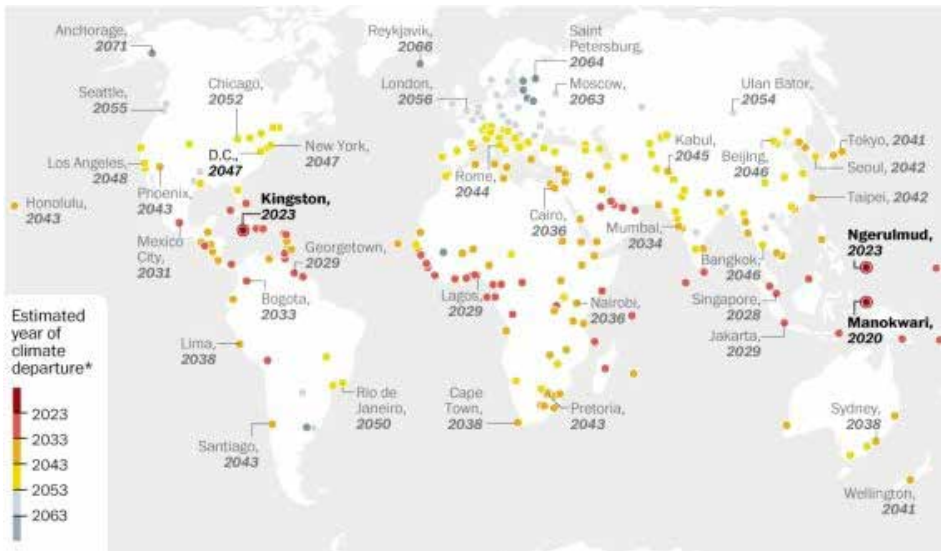 Anchorage,
2071
Reykjavik,
2066
Saint
Petersburg,
2064
Seattle,
2055
Chicago,
2052
London,
2056
Moscow,
2063
Ulan Bator,
2054
Los Angeles,
2048
D.C.,
2047
New York,
2047
Kabul,
2045
Beijing,
2046
Tokyo, 2041
Seoul, 2042
Honolulu,
2043
Phoenix,
2043
Kingston,
2023
Rome,
2044
Cairo,
2036
Mumbai,
2034
Taipei, 2042
Mexico
City,
2031
Georgetown,
2029
Bangkok,
2046
Ngerulmud,
2023
Bogota,
2033
Lagos,
2029
Nairobi,
2036
Singapore,
2028
Jakarta,
2029
Manokwari,
2020
Lima,
2038
Rio de
Janeiro,
2050
Cape
Town,
2038
Pretoria,
2043
Sydney,
2038
Santiago,
2043
Wellington,
2041
Estimated
year of
climate
departure*
2023
2033
2043
2053
2063